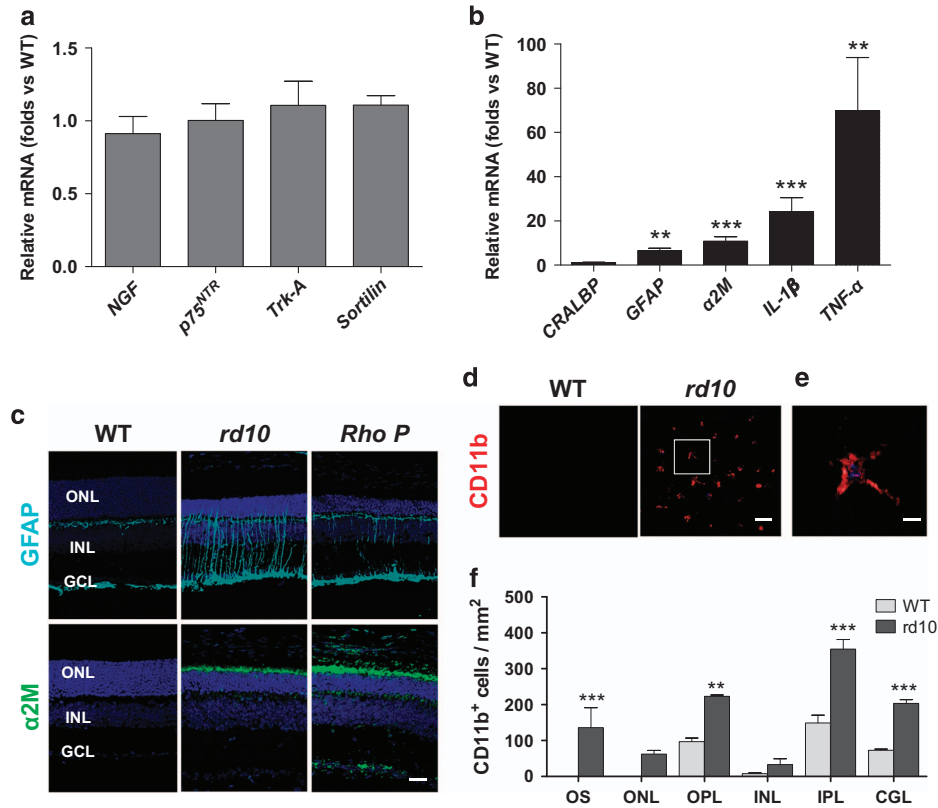 a
Relative mRNA (folds vs WT)
1.5
1.0
0.5
0.0
NGF
p75NTR
Trk-A
Sortilin
b
Relative mRNA (folds vs WT)
100
80
60
40
20
0
**
***
***
**
CRALBP
GFAP
α2M
IL-1β
TNF-α
c
WT
rd10
Rho P
GFAP
ONL
INL
GCL
α2M
ONL
INL
GCL
d
WT
rd10
e
CD11b
f
CD11b+ cells / mm2
500
400
300
200
100
0
WT
rd10
***
**
***
***
OS
ONL
OPL
INL
IPL
CGL